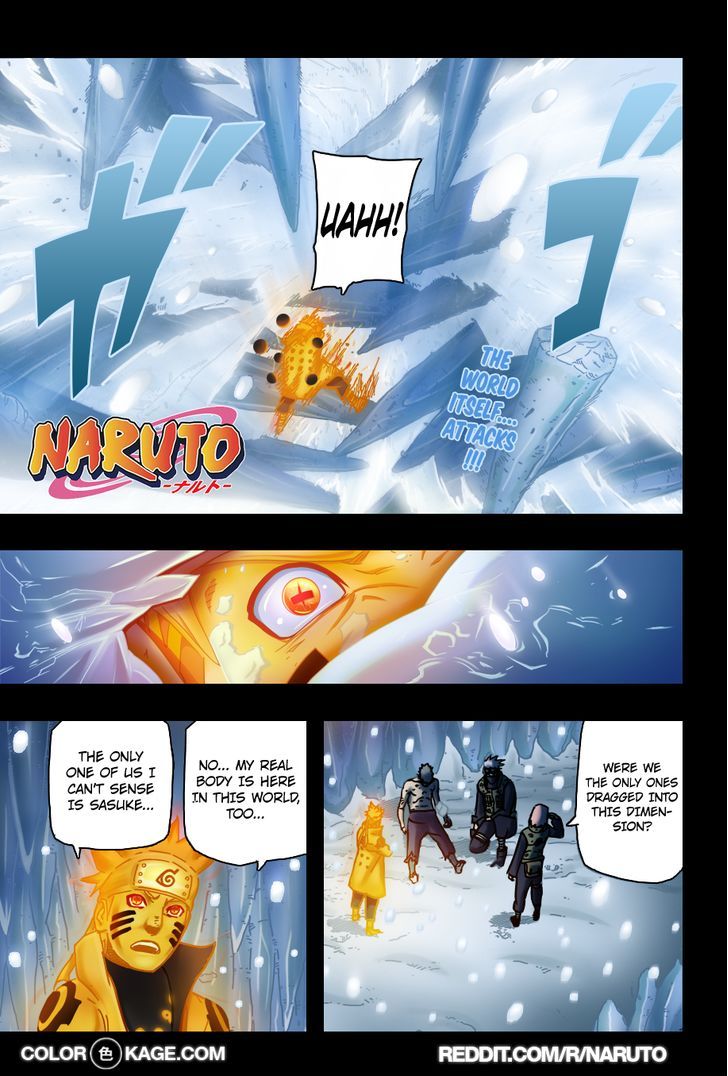 ガ
ゴ
UAHH!
THE
WORLD
ITSELF....
ATTACKS
!!!
NARUTO
-ナルト-
WERE WE
THE ONLY ONES
DRAGGED INTO
THIS DIMEN-
SION?
NO... MY REAL
BODY IS HERE
IN THIS WORLD,
TOO...
THE ONLY
ONE OF US I
CAN'T SENSE
IS SASUKE...
COLOR 色 KAGE.COM
REDDIT.COM/R/NARUTO